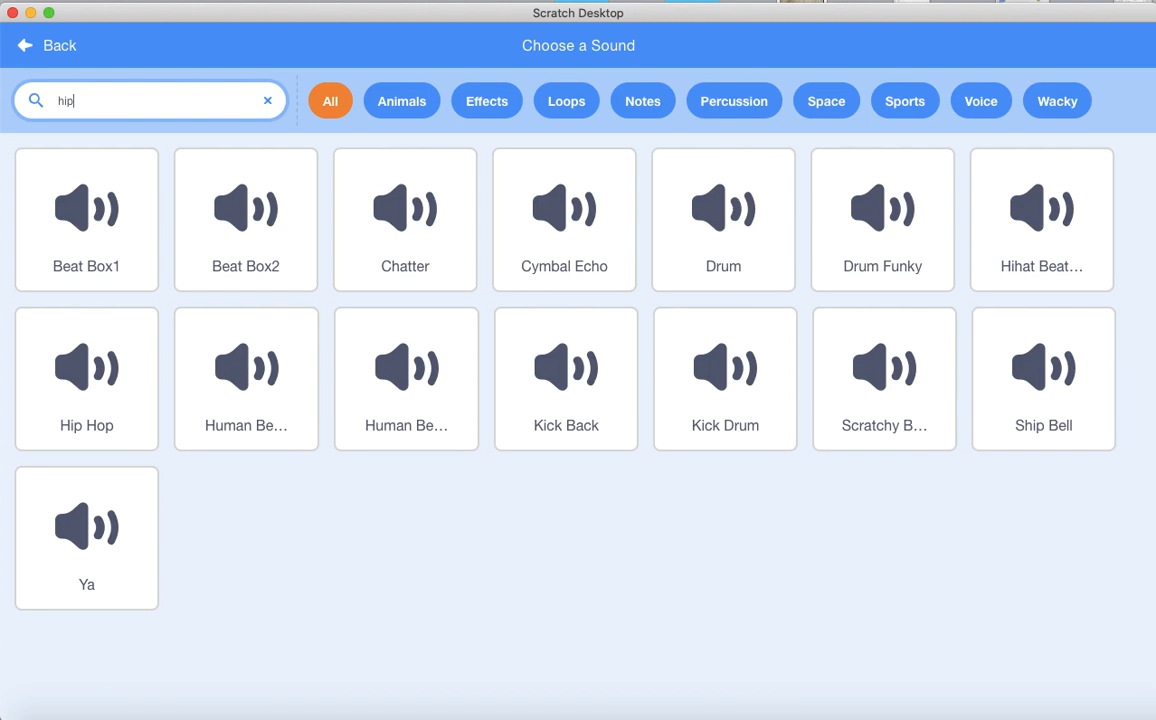 Scratch Desktop
Back
Choose a Sound
hip
All
Animals
Effects
Loops
Notes
Percussion
Space
Sports
Voice
Wacky
Beat Box1
Beat Box2
Chatter
Cymbal Echo
Drum
Drum Funky
Hihat Beat...
Hip Hop
Human Be...
Human Be...
Kick Back
Kick Drum
Scratchy B...
Ship Bell
Ya